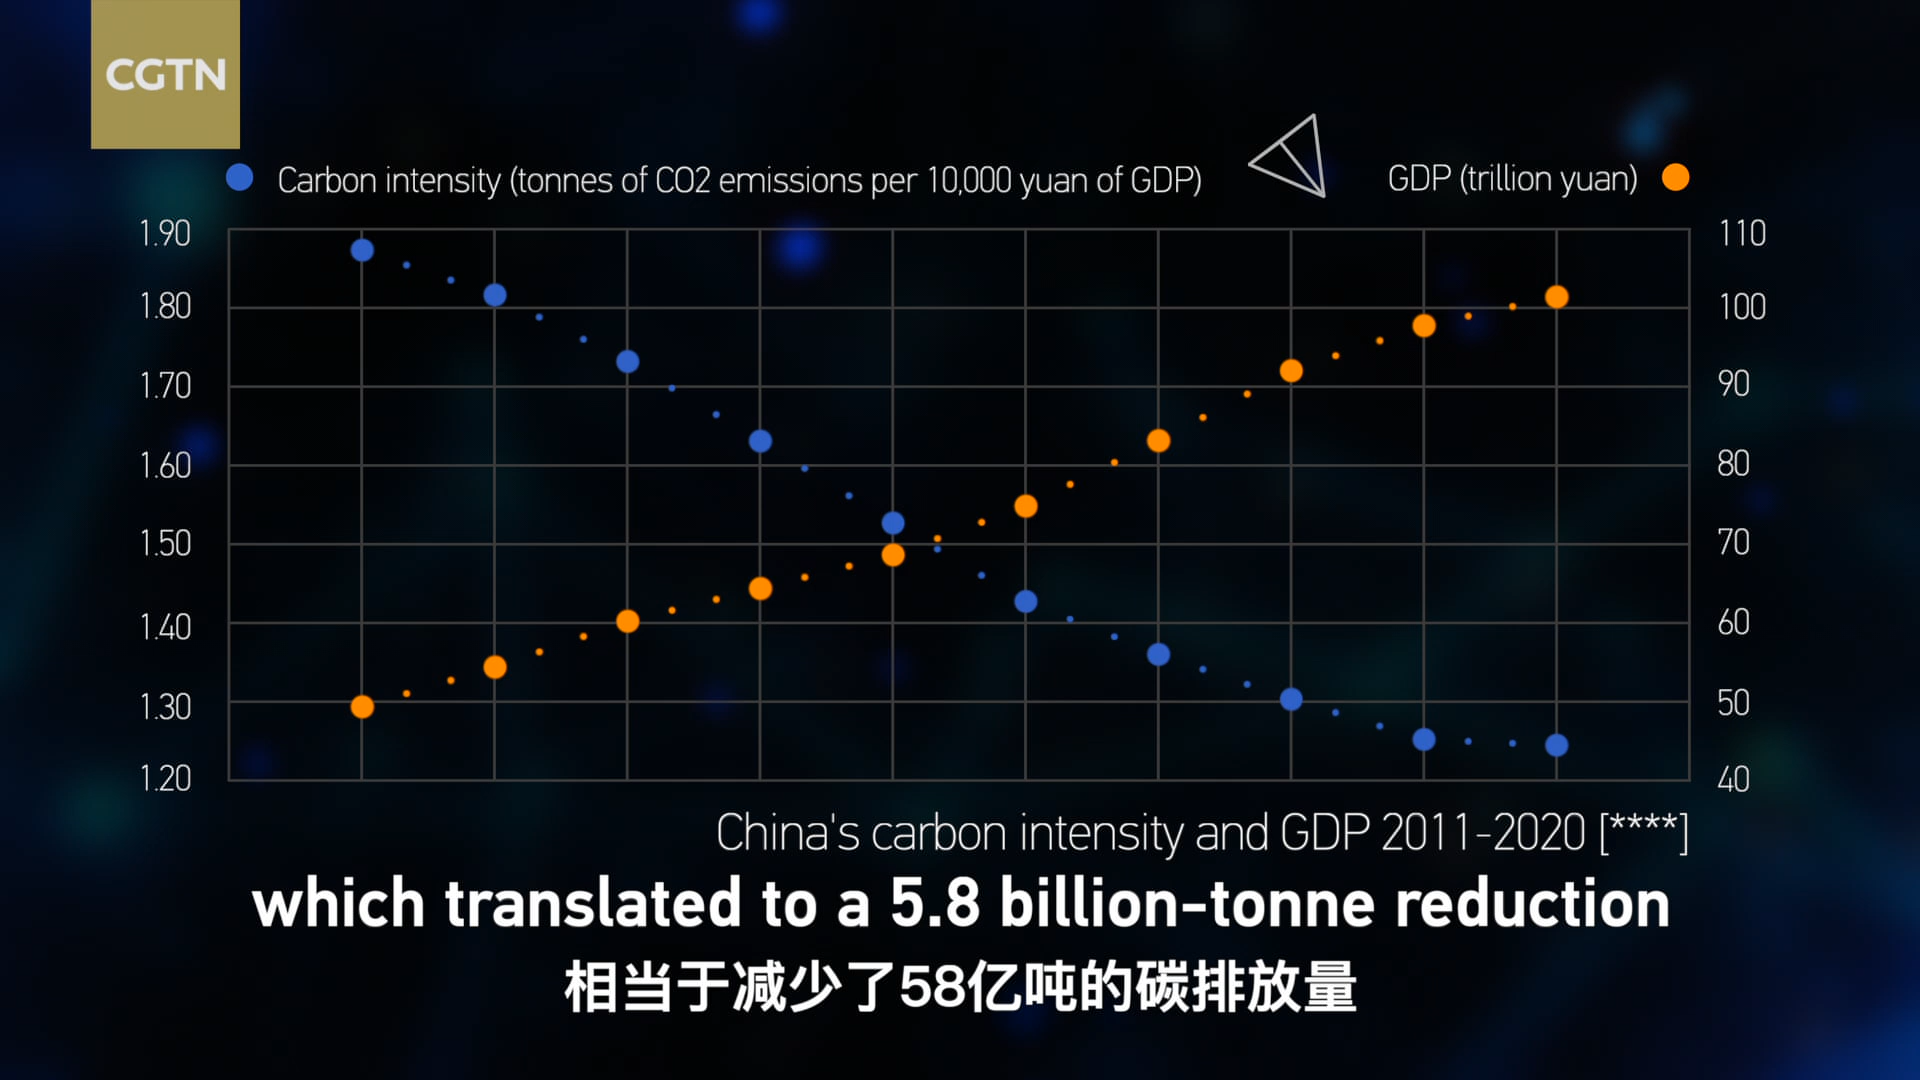 CGTN
Carbon intensity (tonnes of CO2 emissions per 10,000 yuan of GDP)
GDP (trillion yuan)
1.90
110
1.80
100
1.70
90
1.60
80
1.50
70
1.40
60
1.30
50
1.20
40
China's carbon intensity and GDP 2011-2020 [****]
which translated to a 5.8 billion-tonne reduction
相当于减少了58亿吨的碳排放量